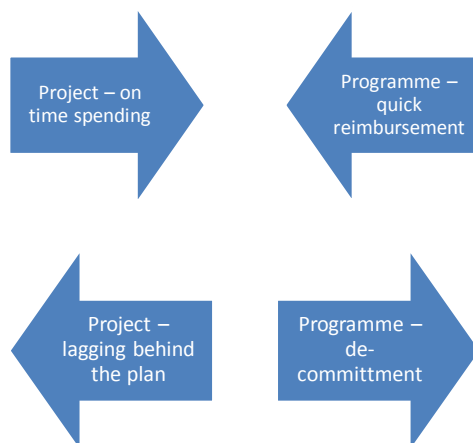 Project – on
time spending
Programme –
quick
reimbursement
Project –
lagging behind
the plan
Programme –
de-
committment